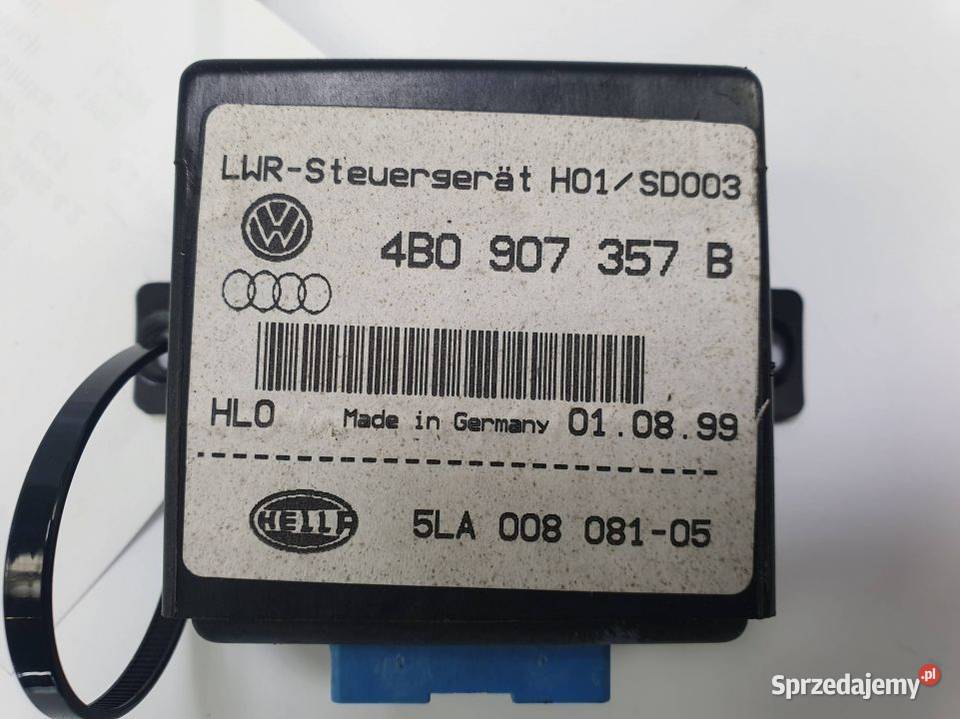 LWR-Steuergerät H01/SD003
4B0 907 357 B
HL0 Made in Germany 01.08.99
HELLA 5LA 008 081-05
Sprzedajemy.pl